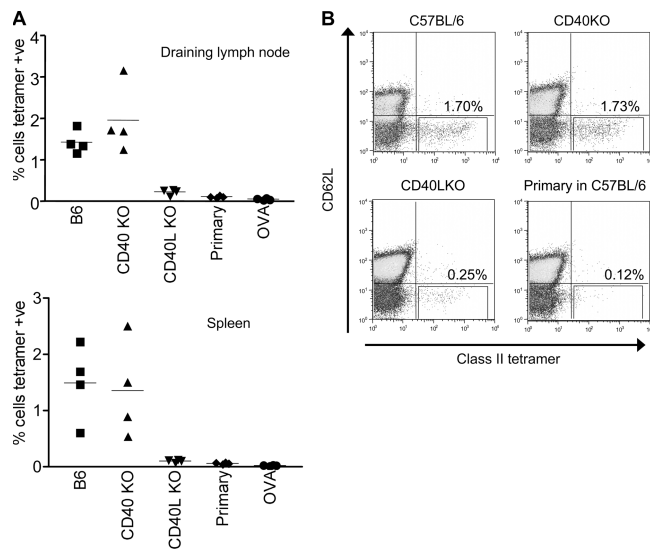 A
Draining lymph node
% cells tetramer +ve
4
3
2
1
0
B6
CD40 KO
CD40L KO
Primary
OVA
Spleen
% cells tetramer +ve
3
2
1
0
B6
CD40 KO
CD40L KO
Primary
OVA
B
C57BL/6
CD40KO
1.70%
1.73%
CD40LKO
Primary in C57BL/6
0.25%
0.12%
CD62L
Class II tetramer